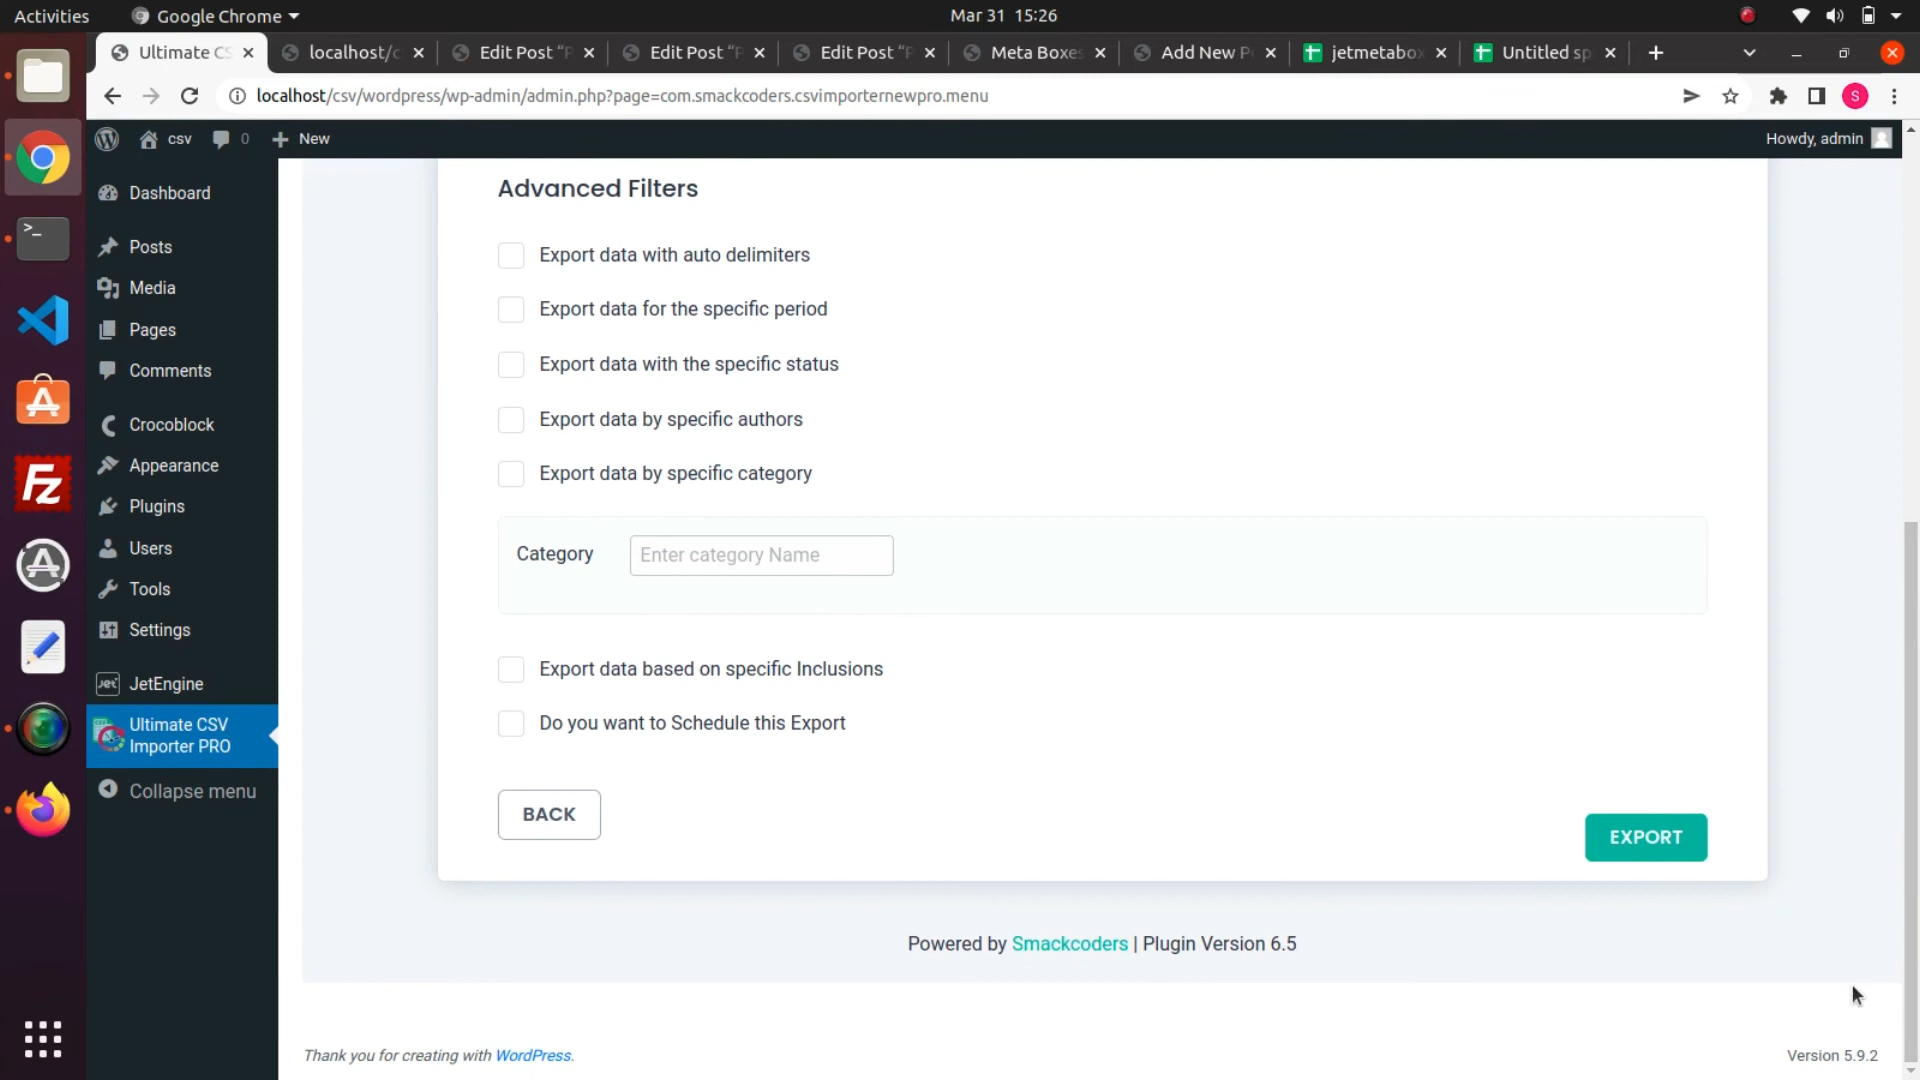 Activities
Google Chrome
Mar 31 15:26
Ultimate CS
localhost/c
Edit Post “P
Edit Post “P
Edit Post “P
Meta Boxes
Add New P
jetmetabox
Untitled sp
localhost/csv/wordpress/wp-admin/admin.php?page=com.smackcoders.csvimporternewpro.menu
S
csv
0
New
Howdy, admin
Dashboard
Posts
Media
Pages
Comments
Crocoblock
Appearance
Plugins
Users
Tools
Settings
JetEngine
Ultimate CSV
Importer PRO
Collapse menu
Advanced Filters
Export data with auto delimiters
Export data for the specific period
Export data with the specific status
Export data by specific authors
Export data by specific category
Category
Enter category Name
Export data based on specific Inclusions
Do you want to Schedule this Export
BACK
EXPORT
Powered by Smackcoders | Plugin Version 6.5
Thank you for creating with WordPress.
Version 5.9.2